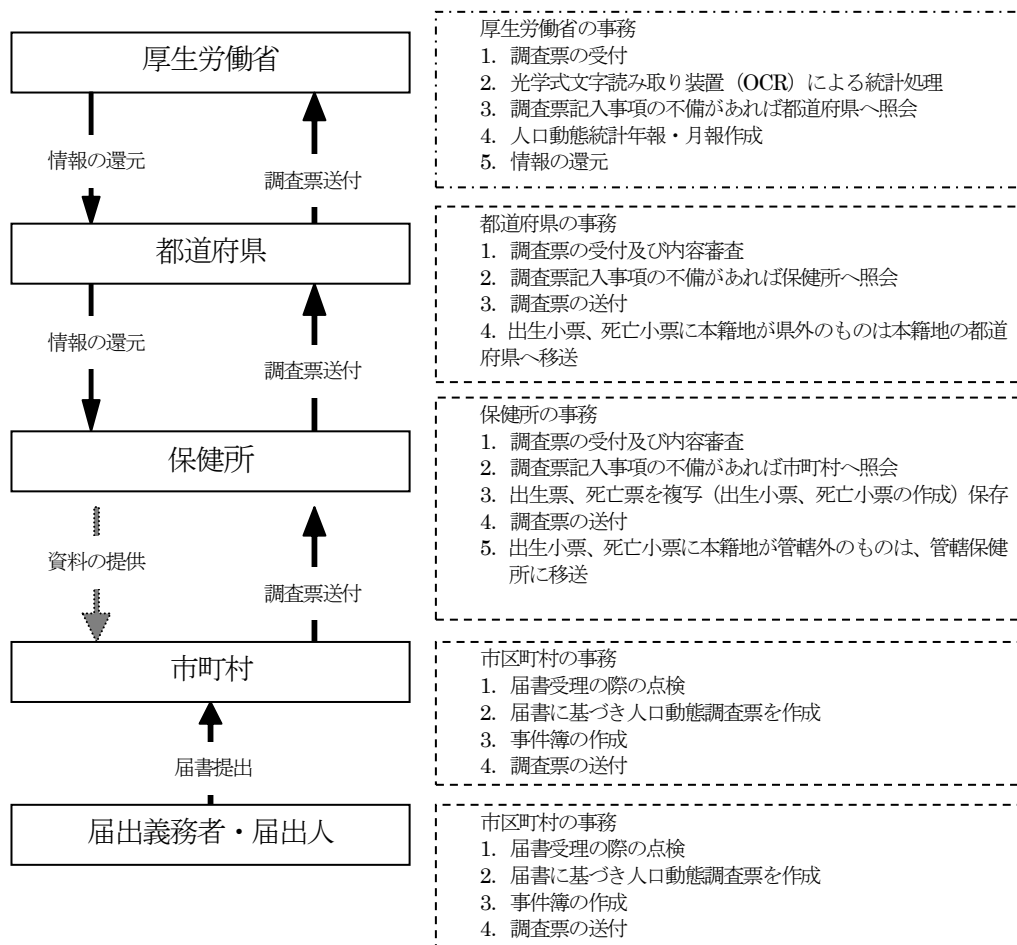 厚生労働省
情報の還元
調査票送付
都道府県
情報の還元
調査票送付
保健所
資料の提供
調査票送付
市町村
届書提出
届出義務者・届出人
厚生労働省の事務
1. 調査票の受付
2. 光学式文字読み取り装置（OCR）による統計処理
3. 調査票記入事項の不備があれば都道府県へ照会
4. 人口動態統計年報・月報作成
5. 情報の還元
都道府県の事務
1. 調査票の受付及び内容審査
2. 調査票記入事項の不備があれば保健所へ照会
3. 調査票の送付
4. 出生小票、死亡小票に本籍地が県外のものは本籍地の都道
府県へ移送
保健所の事務
1. 調査票の受付及び内容審査
2. 調査票記入事項の不備があれば市町村へ照会
3. 出生票、死亡票を複写（出生小票、死亡小票の作成）保存
4. 調査票の送付
5. 出生小票、死亡小票に本籍地が管轄外のものは、管轄保健
所に移送
市区町村の事務
1. 届書受理の際の点検
2. 届書に基づき人口動態調査票を作成
3. 事件簿の作成
4. 調査票の送付
市区町村の事務
1. 届書受理の際の点検
2. 届書に基づき人口動態調査票を作成
3. 事件簿の作成
4. 調査票の送付